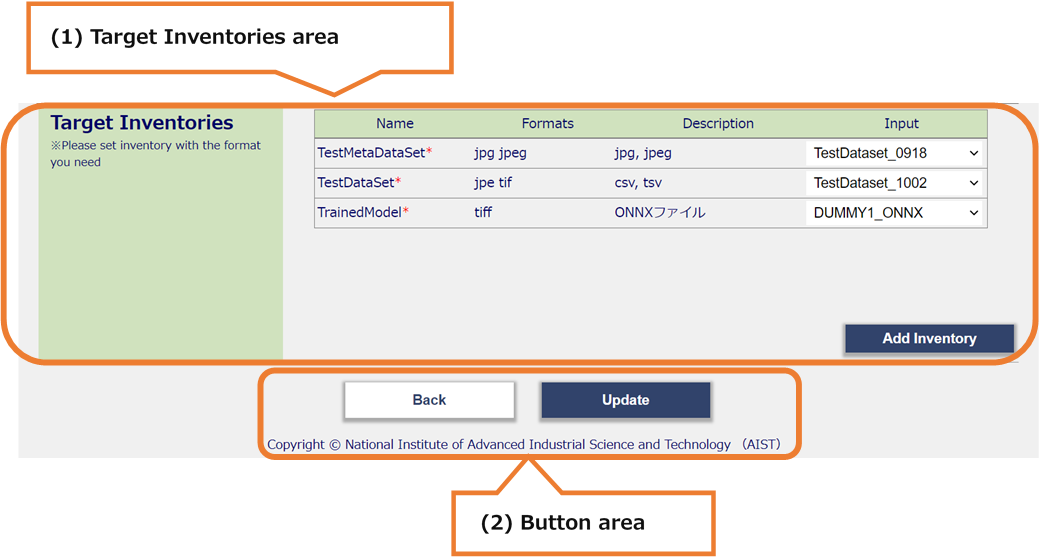 (1) Target Inventories area
Target Inventories
※Please set inventory with the format
you need
Name Formats Description Input
TestMetaDataSet* jpg jpeg jpg, jpeg TestDataset_0918
TestDataSet* jpe tif csv, tsv TestDataset_1002
TrainedModel* tiff ONNXファイル DUMMY1_ONNX
Add Inventory
Back Update
Copyright © National Institute of Advanced Industrial Science and Technology （AIST）
(2) Button area